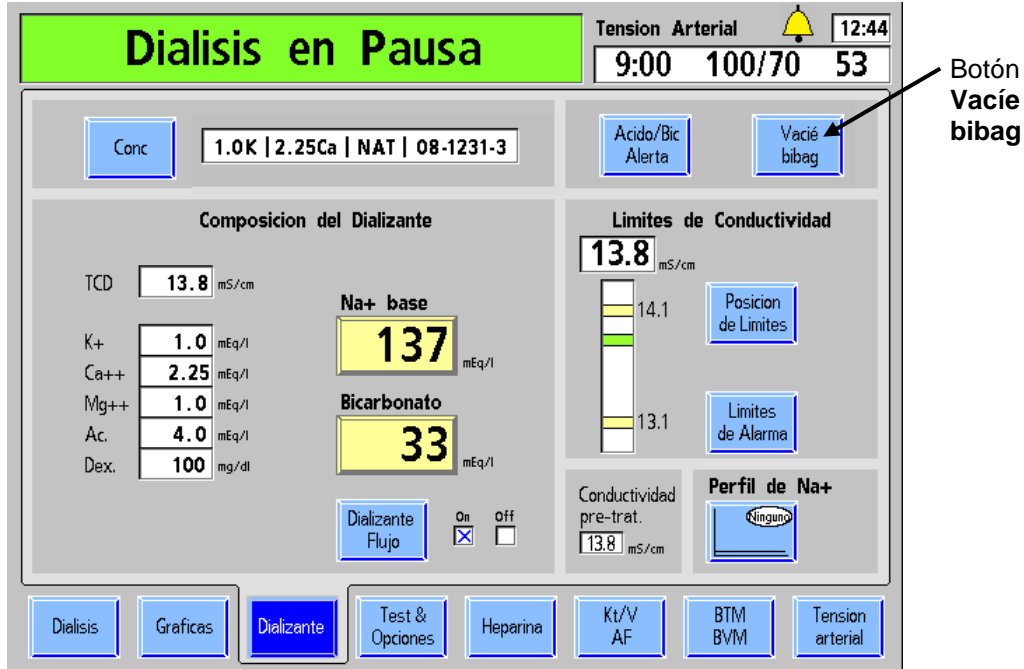 Dialisis en Pausa
Tension Arterial
12:44
9:00 100/70 53
Botón
Vacíe
bibag
Conc
1.0K | 2.25Ca | NAT | 08-1231-3
Acido/Bic
Alerta
Vacié
bibag
Composicion del Dializante
TCD 13.8 mS/cm
K+ 1.0 mEq/l
Ca++ 2.25 mEq/l
Mg++ 1.0 mEq/l
Ac. 4.0 mEq/l
Dex. 100 mg/dl
Na+ base
137 mEq/l
Bicarbonato
33 mEq/l
Dializante
Flujo
On Off
Limites de Conductividad
13.8 mS/cm
14.1
13.1
Posicion
de Limites
Limites
de Alarma
Conductividad
pre-trat.
13.8 mS/cm
Perfil de Na+
Ninguno
Dialisis
Graficas
Dializante
Test &
Opciones
Heparina
Kt/V
AF
BTM
BVM
Tension
arterial